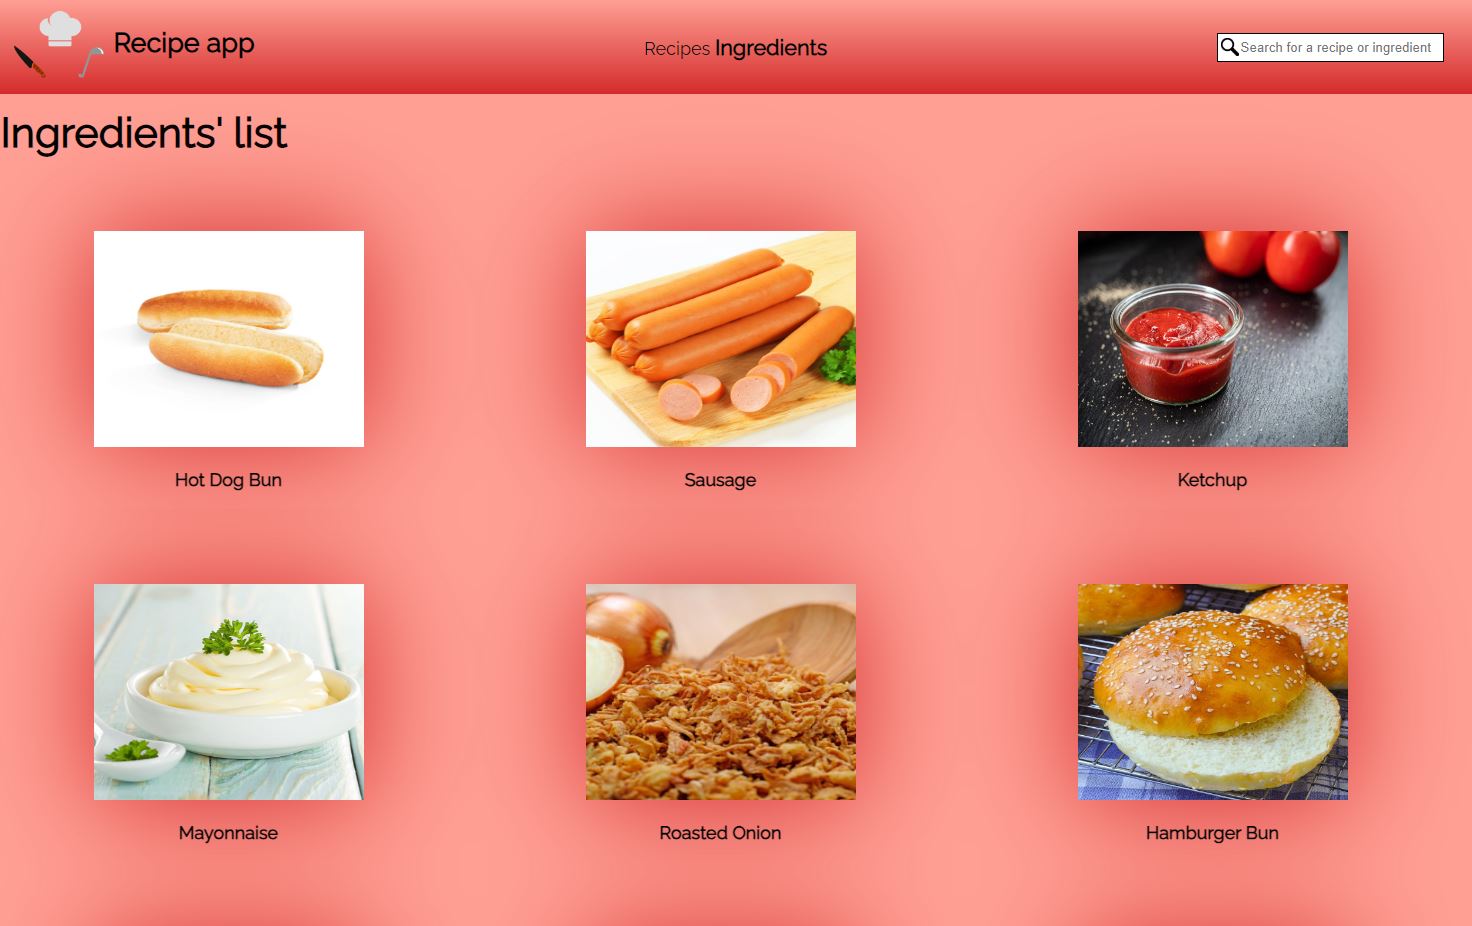 Recipe app
Recipes Ingredients
Search for a recipe or ingredient
Ingredients' list
Hot Dog Bun
Sausage
Ketchup
Mayonnaise
Roasted Onion
Hamburger Bun